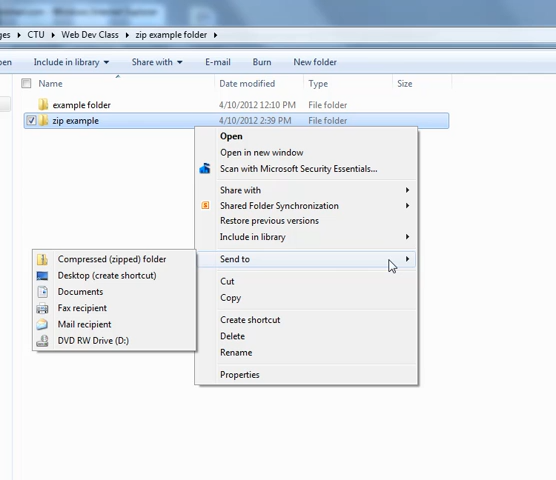 ges ▸ CTU ▸ Web Dev Class ▸ zip example folder ▸
pen Include in library ▾ Share with ▾ E-mail Burn New folder
Name Date modified Type Size
example folder 4/10/2012 12:10 PM File folder
zip example 4/10/2012 2:39 PM File folder
Open
Open in new window
Scan with Microsoft Security Essentials...
Share with
Shared Folder Synchronization
Restore previous versions
Include in library
Send to
Cut
Copy
Create shortcut
Delete
Rename
Properties
Compressed (zipped) folder
Desktop (create shortcut)
Documents
Fax recipient
Mail recipient
DVD RW Drive (D:)